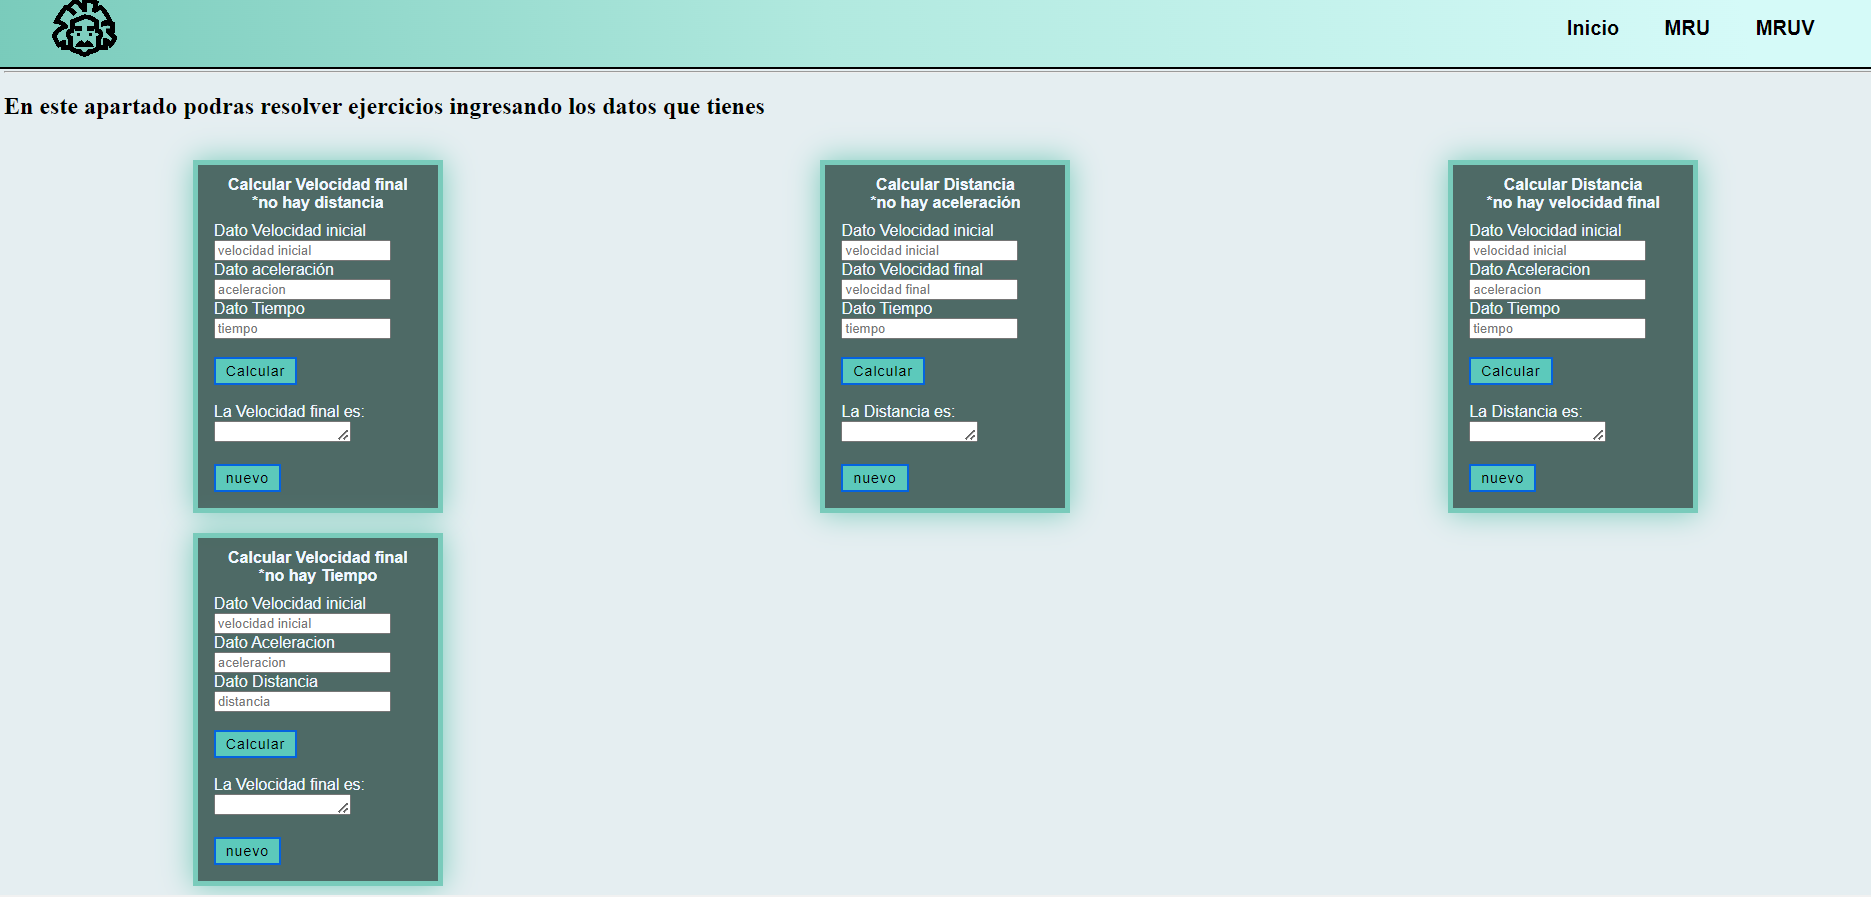 Inicio MRU MRUV
En este apartado podras resolver ejercicios ingresando los datos que tienes
Calcular Velocidad final
*no hay distancia
Dato Velocidad inicial
velocidad inicial
Dato aceleración
aceleracion
Dato Tiempo
tiempo
Calcular
La Velocidad final es:
nuevo
Calcular Distancia
*no hay aceleración
Dato Velocidad inicial
velocidad inicial
Dato Velocidad final
velocidad final
Dato Tiempo
tiempo
Calcular
La Distancia es:
nuevo
Calcular Distancia
*no hay velocidad final
Dato Velocidad inicial
velocidad inicial
Dato Aceleracion
aceleracion
Dato Tiempo
tiempo
Calcular
La Distancia es:
nuevo
Calcular Velocidad final
*no hay Tiempo
Dato Velocidad inicial
velocidad inicial
Dato Aceleracion
aceleracion
Dato Distancia
distancia
Calcular
La Velocidad final es:
nuevo